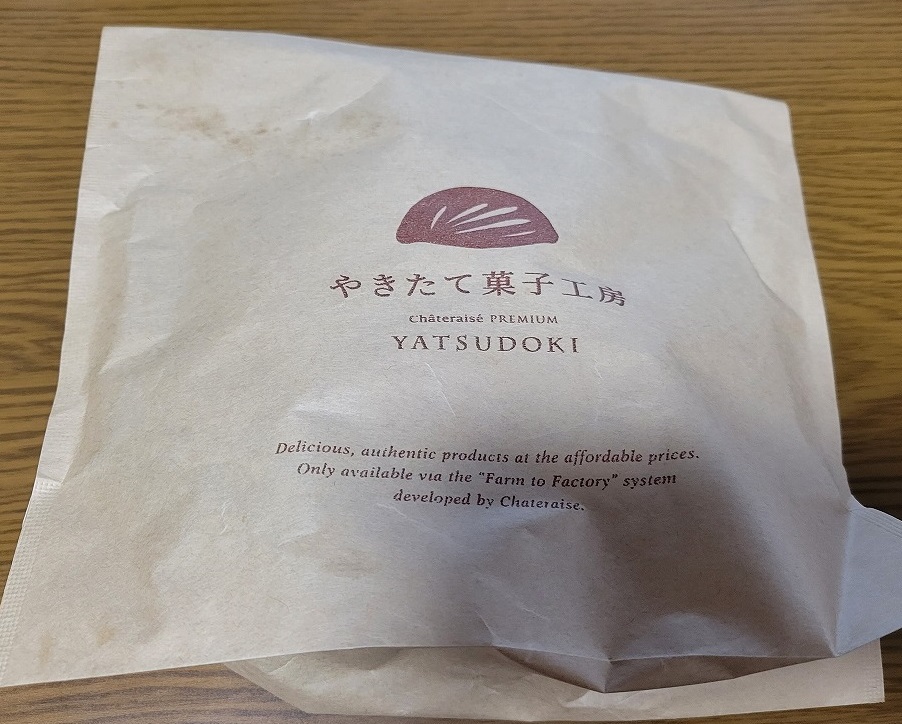 やきたて菓子工房
Châteraisé PREMIUM
YATSUDOKI
Delicious, authentic products at the affordable prices.
Only available via the “Farm to Factory” system
developed by Chateraise.